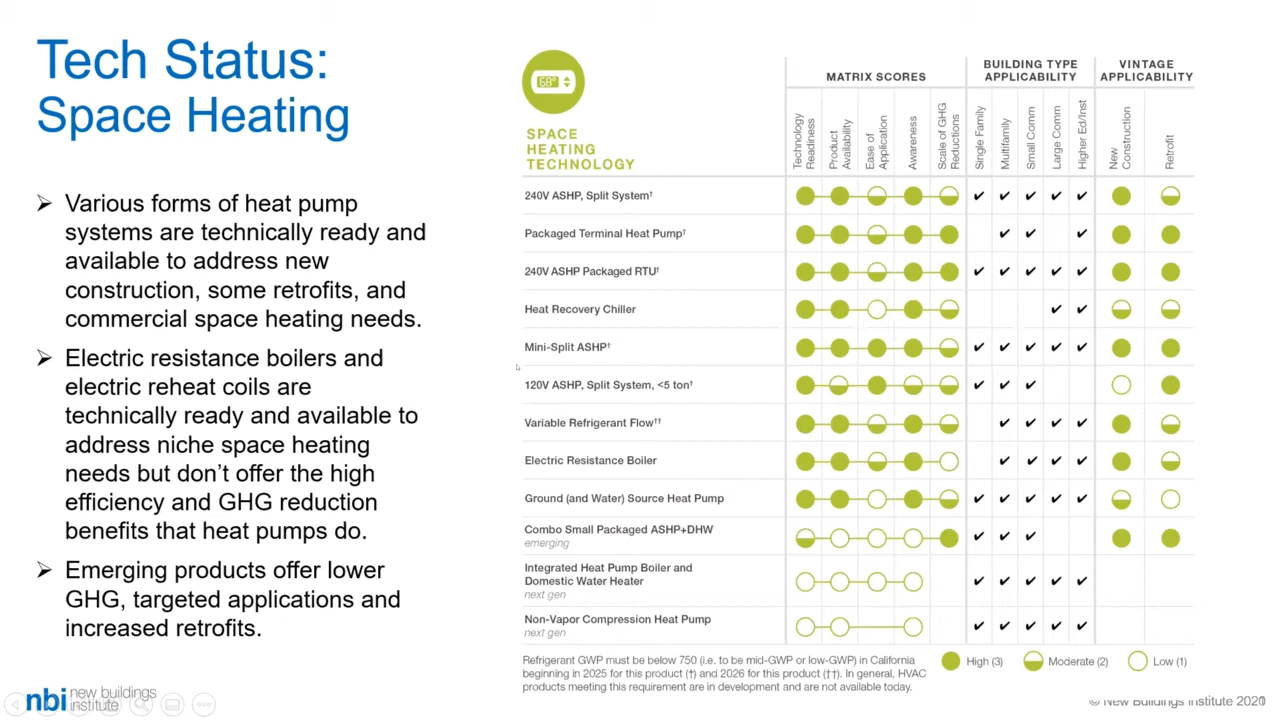 Tech Status:
Space Heating
➢ Various forms of heat pump
systems are technically ready and
available to address new
construction, some retrofits, and
commercial space heating needs.
➢ Electric resistance boilers and
electric reheat coils are
technically ready and available to
address niche space heating
needs but don’t offer the high
efficiency and GHG reduction
benefits that heat pumps do.
➢ Emerging products offer lower
GHG, targeted applications and
increased retrofits.
68°
SPACE
HEATING
TECHNOLOGY
MATRIX SCORES
BUILDING TYPE
APPLICABILITY
VINTAGE
APPLICABILITY
Technology
Readiness
Product
Availability
Ease of
Application
Awareness
Scale of GHG
Reductions
Single Family
Multifamily
Small Comm
Large Comm
Higher Ed/Inst
New
Construction
Retrofit
240V ASHP, Split System† ✔ ✔ ✔ ✔ ✔
Packaged Terminal Heat Pump† ✔ ✔ ✔
240V ASHP Packaged RTU† ✔ ✔ ✔ ✔ ✔
Heat Recovery Chiller ✔ ✔
Mini-Split ASHP† ✔ ✔ ✔ ✔ ✔
120V ASHP, Split System, <5 ton† ✔ ✔ ✔
Variable Refrigerant Flow†† ✔ ✔ ✔ ✔
Electric Resistance Boiler ✔ ✔ ✔ ✔
Ground (and Water) Source Heat Pump ✔ ✔ ✔ ✔ ✔
Combo Small Packaged ASHP+DHW ✔ ✔ ✔
emerging
Integrated Heat Pump Boiler and
Domestic Water Heater ✔ ✔ ✔ ✔ ✔
next gen
Non-Vapor Compression Heat Pump ✔ ✔ ✔ ✔ ✔
next gen
Refrigerant GWP must be below 750 (i.e. to be mid-GWP or low-GWP) in California
beginning in 2025 for this product (†) and 2026 for this product (††). In general, HVAC
products meeting this requirement are in development and are not available today.
High (3)
Moderate (2)
Low (1)
nbi new buildings
institute
© New Buildings Institute